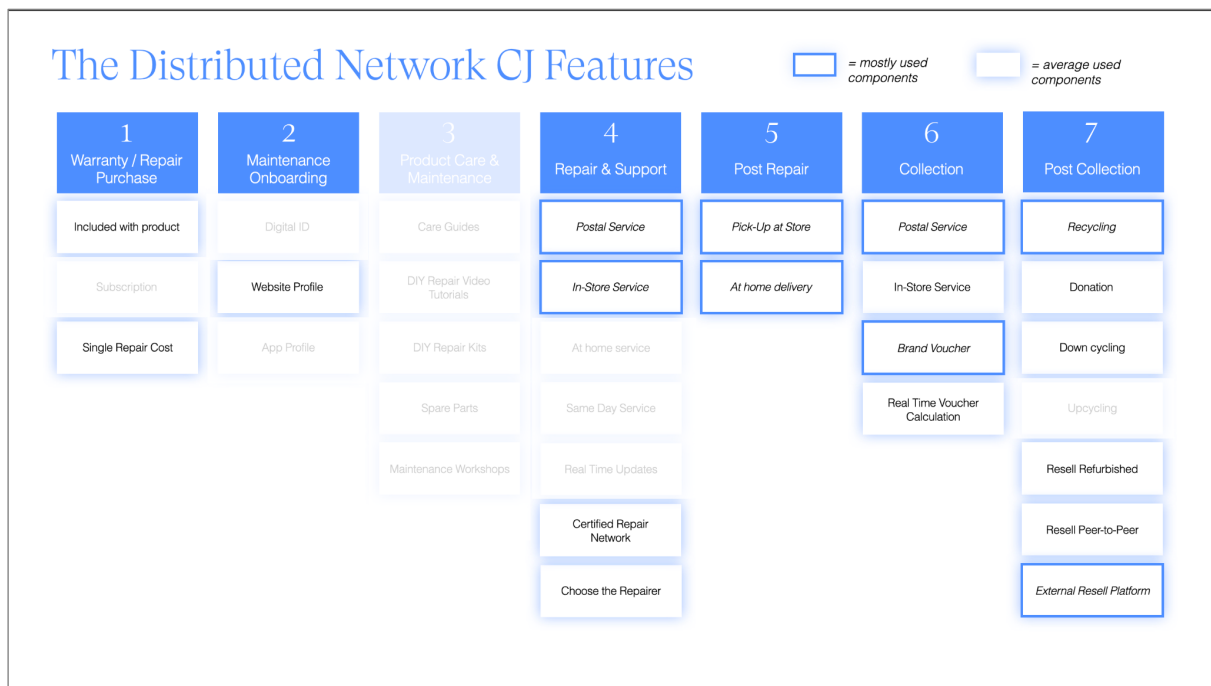 The Distributed Network CJ Features
= mostly used
components
= average used
components
1
Warranty / Repair
Purchase
Included with product
Subscription
Single Repair Cost
2
Maintenance
Onboarding
Digital ID
Website Profile
App Profile
3
Product Care &
Maintenance
Care Guides
DIY Repair Video
Tutorials
DIY Repair Kits
Spare Parts
Maintenance Workshops
4
Repair & Support
Postal Service
In-Store Service
At home service
Same Day Service
Real Time Updates
Certified Repair
Network
Choose the Repairer
5
Post Repair
Pick-Up at Store
At home delivery
6
Collection
Postal Service
In-Store Service
Brand Voucher
Real Time Voucher
Calculation
7
Post Collection
Recycling
Donation
Down cycling
Upcycling
Resell Refurbished
Resell Peer-to-Peer
External Resell Platform